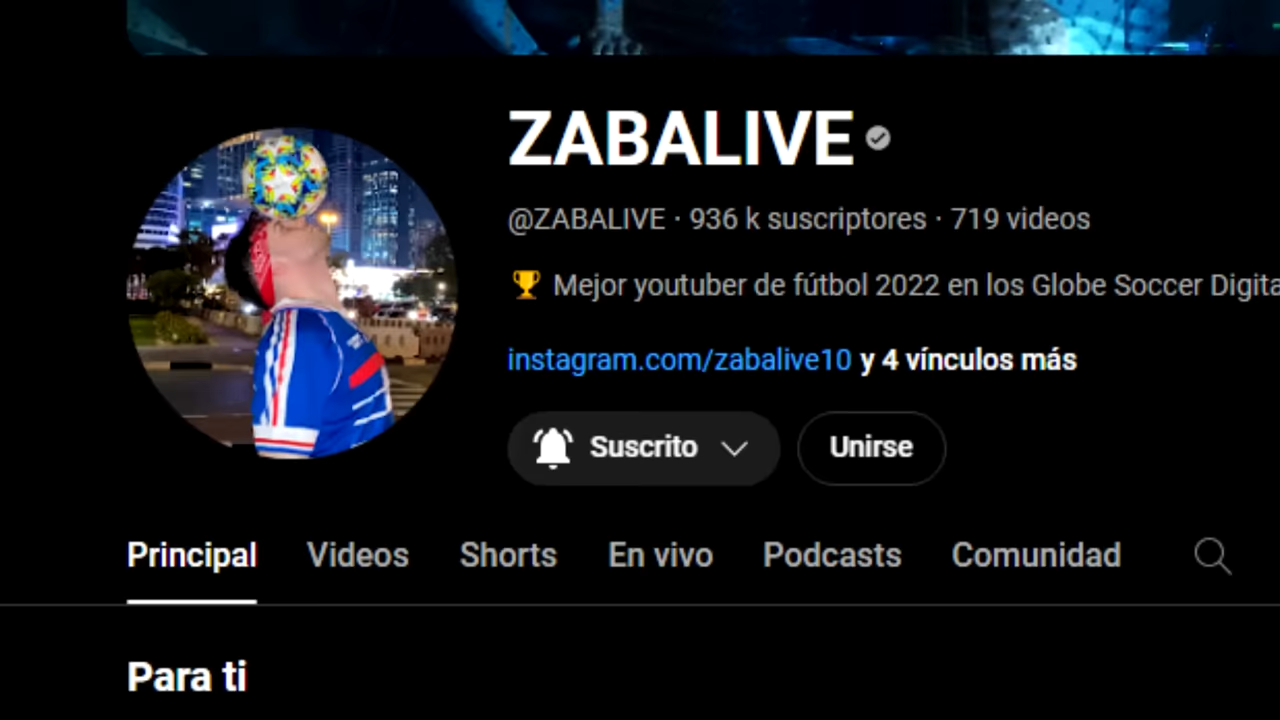 ZABALIVE
@ZABALIVE · 936 k suscriptores · 719 videos
🏆 Mejor youtuber de fútbol 2022 en los Globe Soccer Digita
instagram.com/zabalive10 y 4 vínculos más
Suscrito Unirse
Principal Videos Shorts En vivo Podcasts Comunidad
Para ti